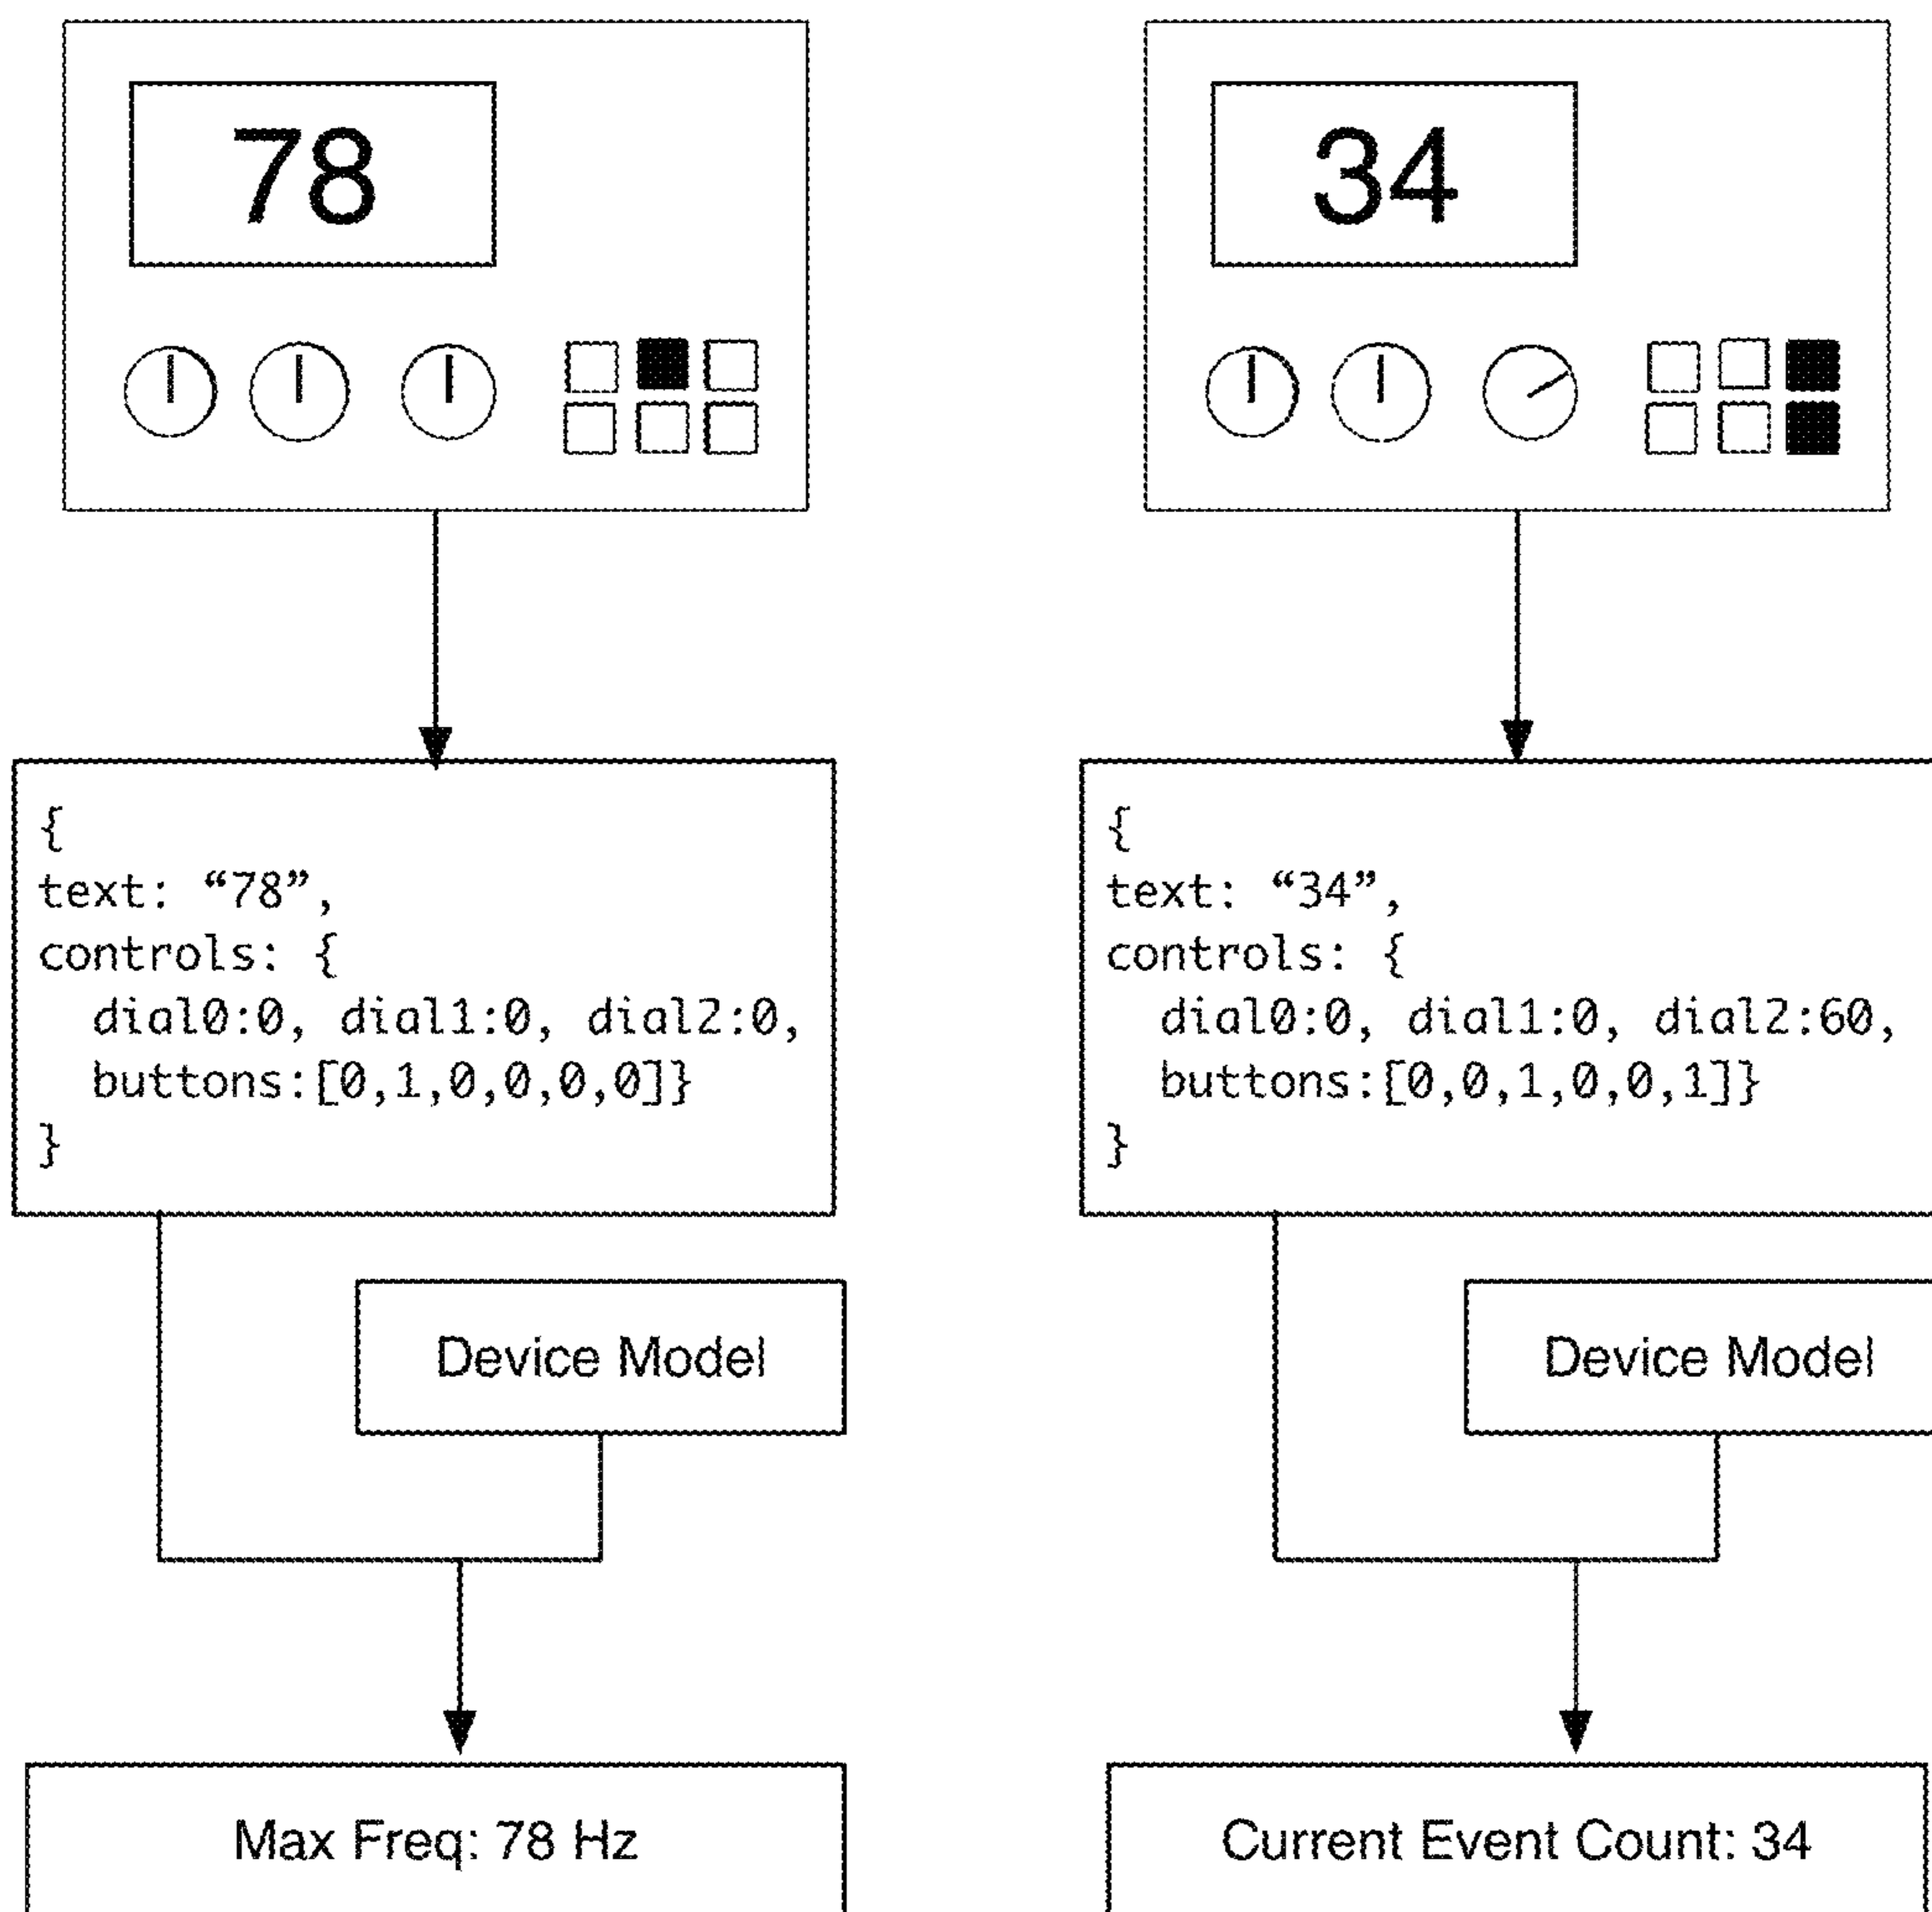 78
{
text: “78”,
controls: {
  dial0:0, dial1:0, dial2:0,
  buttons:[0,1,0,0,0,0]}
}
Device Model
Max Freq: 78 Hz
34
{
text: “34”,
controls: {
  dial0:0, dial1:0, dial2:60,
  buttons:[0,0,1,0,0,1]}
}
Device Model
Current Event Count: 34